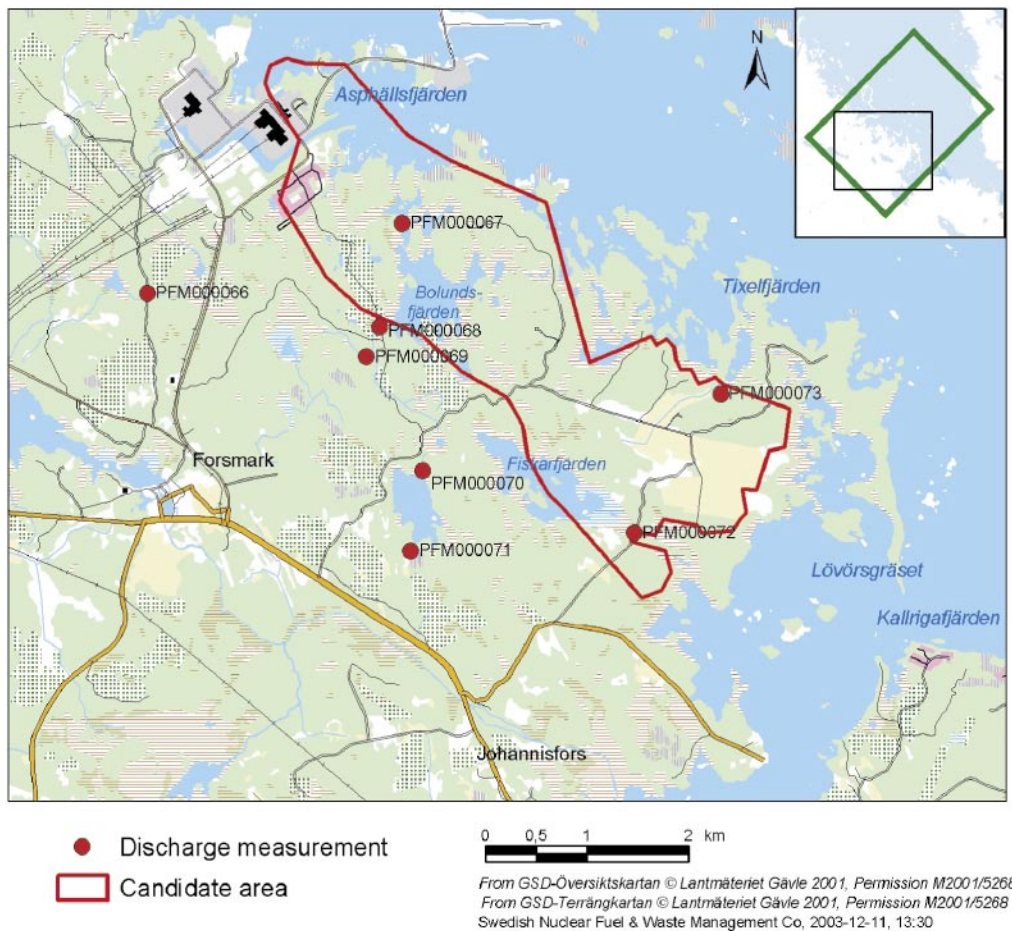 N
Asphällsfjärden
PFM000067
Tixelfjärden
PFM000066
Bolunds-
fjärden
PFM000068
PFM000069
PFM000073
Forsmark
Fiskarfjärden
PFM000070
PFM000072
PFM000071
Lövörsgräset
Kallrigafjärden
Johannisfors
Discharge measurement
Candidate area
0 0,5 1 2 km
From GSD-Översiktskartan © Lantmäteriet Gävle 2001, Permission M2001/5268
From GSD-Terrängkartan © Lantmäteriet Gävle 2001, Permission M2001/5268
Swedish Nuclear Fuel & Waste Management Co, 2003-12-11, 13:30